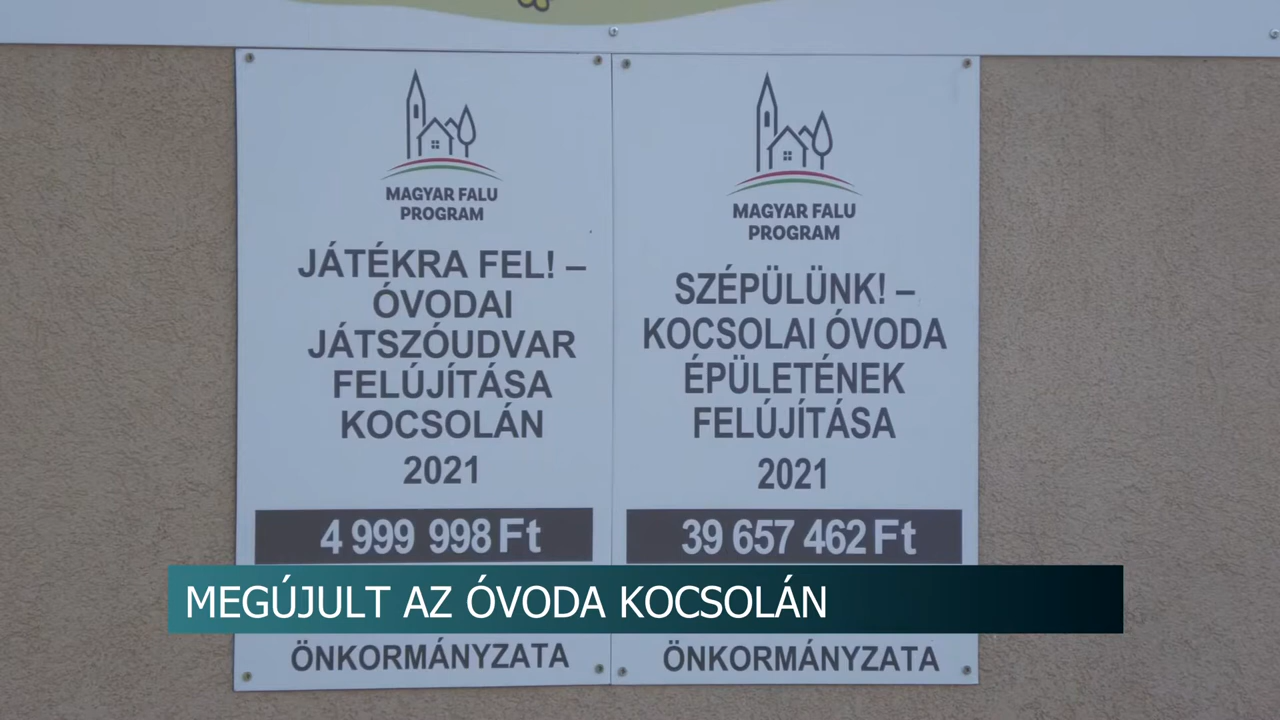 MAGYAR FALU
PROGRAM
JÁTÉKRA FEL! –
ÓVODAI
JÁTSZÓUDVAR
FELÚJÍTÁSA
KOCSOLÁN
2021
4 999 998 Ft
ÖNKORMÁNYZATA
MAGYAR FALU
PROGRAM
SZÉPÜLÜNK! –
KOCSOLAI ÓVODA
ÉPÜLETÉNEK
FELÚJÍTÁSA
2021
39 657 462 Ft
ÖNKORMÁNYZATA
MEGÚJULT AZ ÓVODA KOCSOLÁN